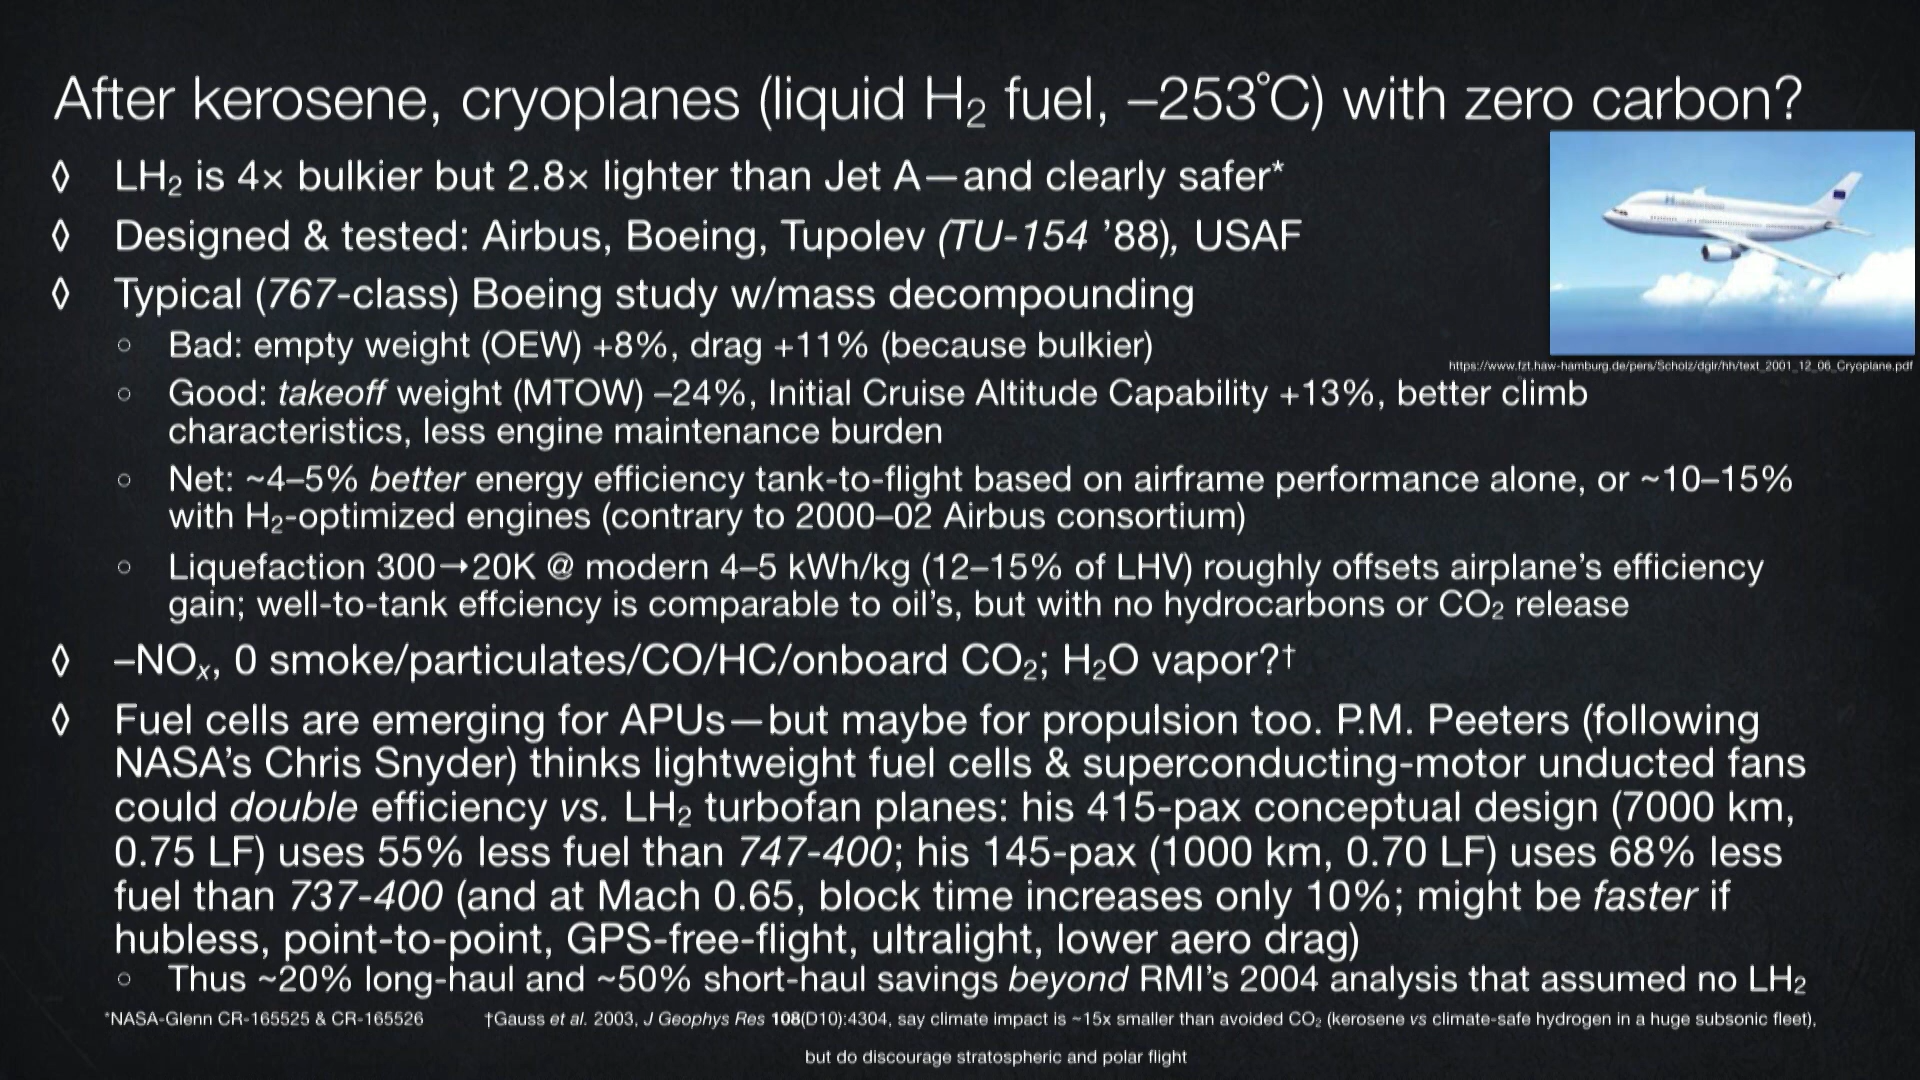 After kerosene, cryoplanes (liquid H₂ fuel, –253°C) with zero carbon?
◊ LH₂ is 4× bulkier but 2.8× lighter than Jet A—and clearly safer*
◊ Designed & tested: Airbus, Boeing, Tupolev (TU-154 ’88), USAF
◊ Typical (767-class) Boeing study w/mass decompounding
○ Bad: empty weight (OEW) +8%, drag +11% (because bulkier)
https://www.fzt.haw-hamburg.de/pers/Scholz/dglr/hh/text_2001_12_06_Cryoplane.pdf
○ Good: takeoff weight (MTOW) –24%, Initial Cruise Altitude Capability +13%, better climb
characteristics, less engine maintenance burden
○ Net: ~4–5% better energy efficiency tank-to-flight based on airframe performance alone, or ~10–15%
with H₂-optimized engines (contrary to 2000–02 Airbus consortium)
○ Liquefaction 300→20K @ modern 4–5 kWh/kg (12–15% of LHV) roughly offsets airplane’s efficiency
gain; well-to-tank effciency is comparable to oil’s, but with no hydrocarbons or CO₂ release
◊ –NOₓ, 0 smoke/particulates/CO/HC/onboard CO₂; H₂O vapor?†
◊ Fuel cells are emerging for APUs—but maybe for propulsion too. P.M. Peeters (following
NASA’s Chris Snyder) thinks lightweight fuel cells & superconducting-motor unducted fans
could double efficiency vs. LH₂ turbofan planes: his 415-pax conceptual design (7000 km,
0.75 LF) uses 55% less fuel than 747-400; his 145-pax (1000 km, 0.70 LF) uses 68% less
fuel than 737-400 (and at Mach 0.65, block time increases only 10%; might be faster if
hubless, point-to-point, GPS-free-flight, ultralight, lower aero drag)
○ Thus ~20% long-haul and ~50% short-haul savings beyond RMI’s 2004 analysis that assumed no LH₂
*NASA-Glenn CR-165525 & CR-165526 †Gauss et al. 2003, J Geophys Res 108(D10):4304, say climate impact is ~15x smaller than avoided CO₂ (kerosene vs climate-safe hydrogen in a huge subsonic fleet),
but do discourage stratospheric and polar flight